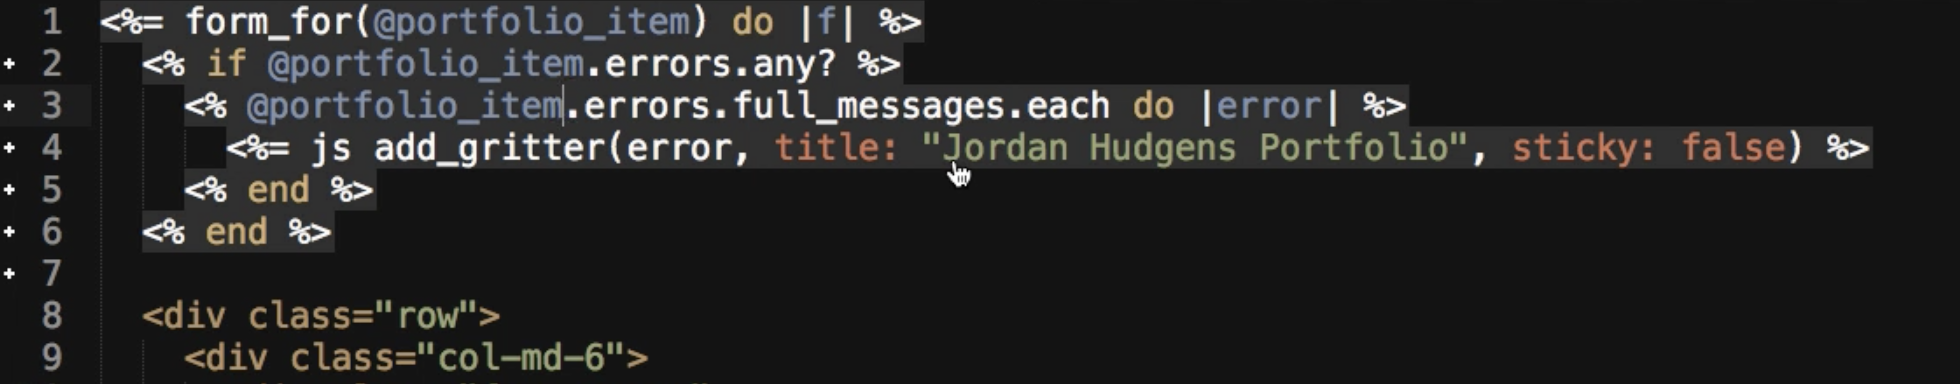 1 <%= form_for(@portfolio_item) do |f| %>
+ 2 <% if @portfolio_item.errors.any? %>
+ 3 <% @portfolio_item.errors.full_messages.each do |error| %>
+ 4 <%= js add_gritter(error, title: "Jordan Hudgens Portfolio", sticky: false) %>
+ 5 <% end %>
+ 6 <% end %>
+ 7
8 <div class="row">
9 <div class="col-md-6">